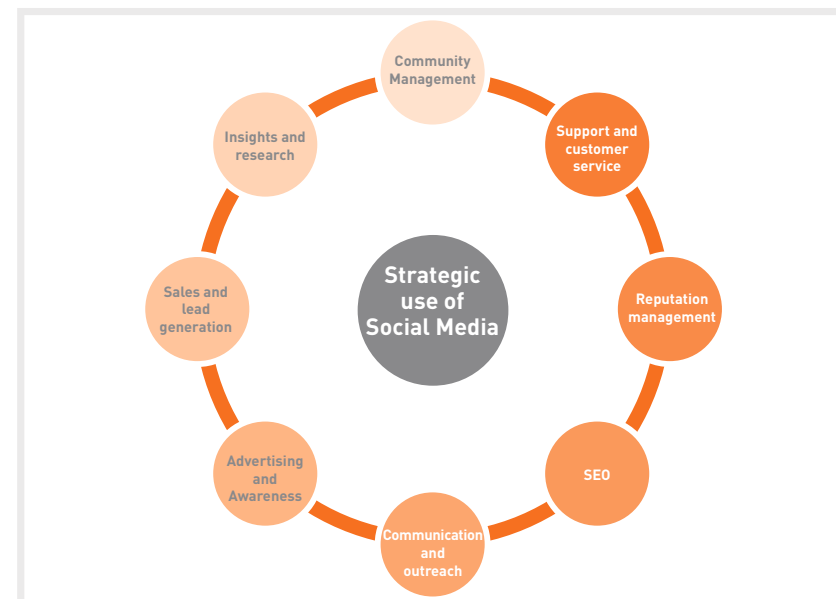 Community
Management
Support and
customer
service
Reputation
management
SEO
Communication
and
outreach
Advertising
and
Awareness
Sales and
lead
generation
Insights and
research
Strategic
use of
Social Media